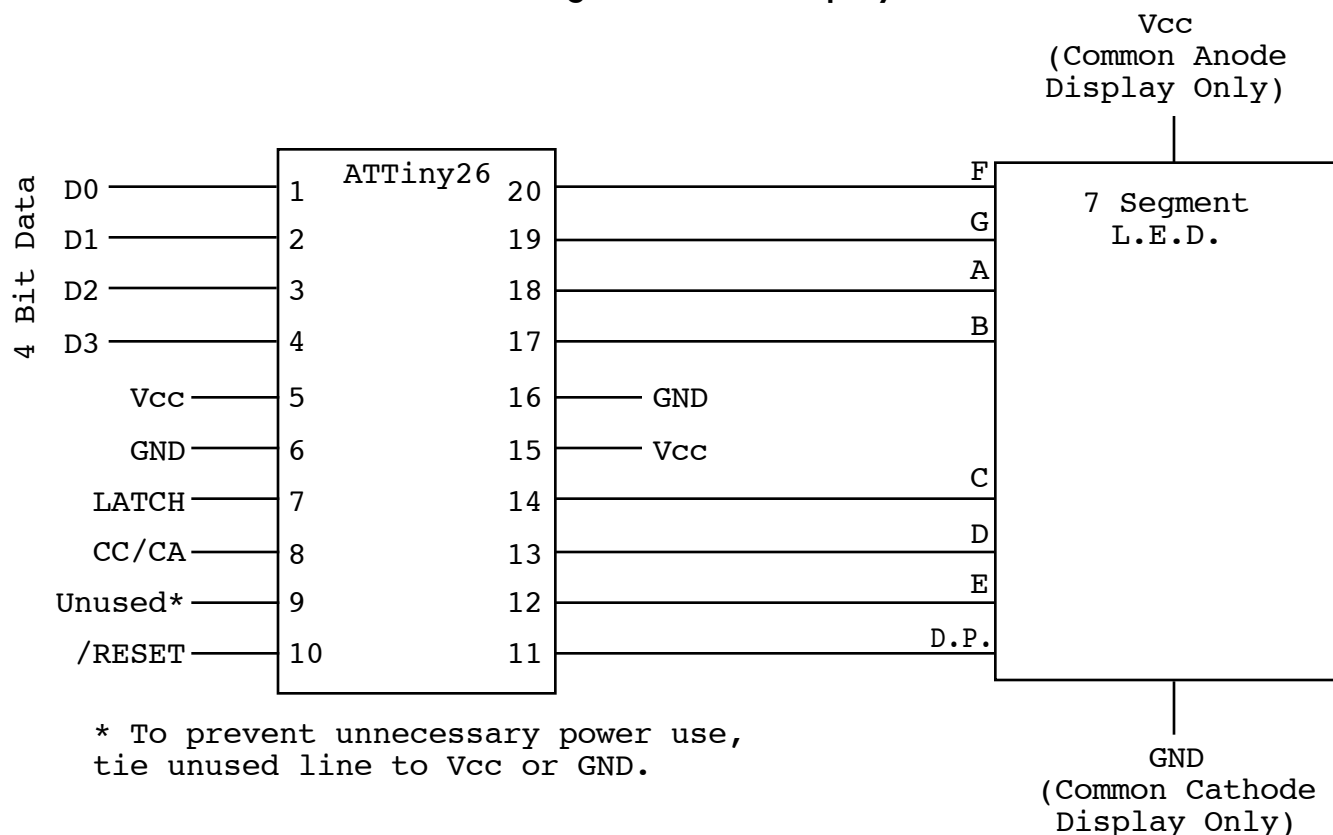 Vcc
(Common Anode
Display Only)
4 Bit Data
ATTiny26
D0
D1
D2
D3
Vcc
GND
LATCH
CC/CA
Unused*
/RESET
1
2
3
4
5
6
7
8
9
10
20
19
18
17
16
15
14
13
12
11
GND
Vcc
F
G
A
B
C
D
E
D.P.
7 Segment
L.E.D.
* To prevent unnecessary power use,
tie unused line to Vcc or GND.
GND
(Common Cathode
Display Only)